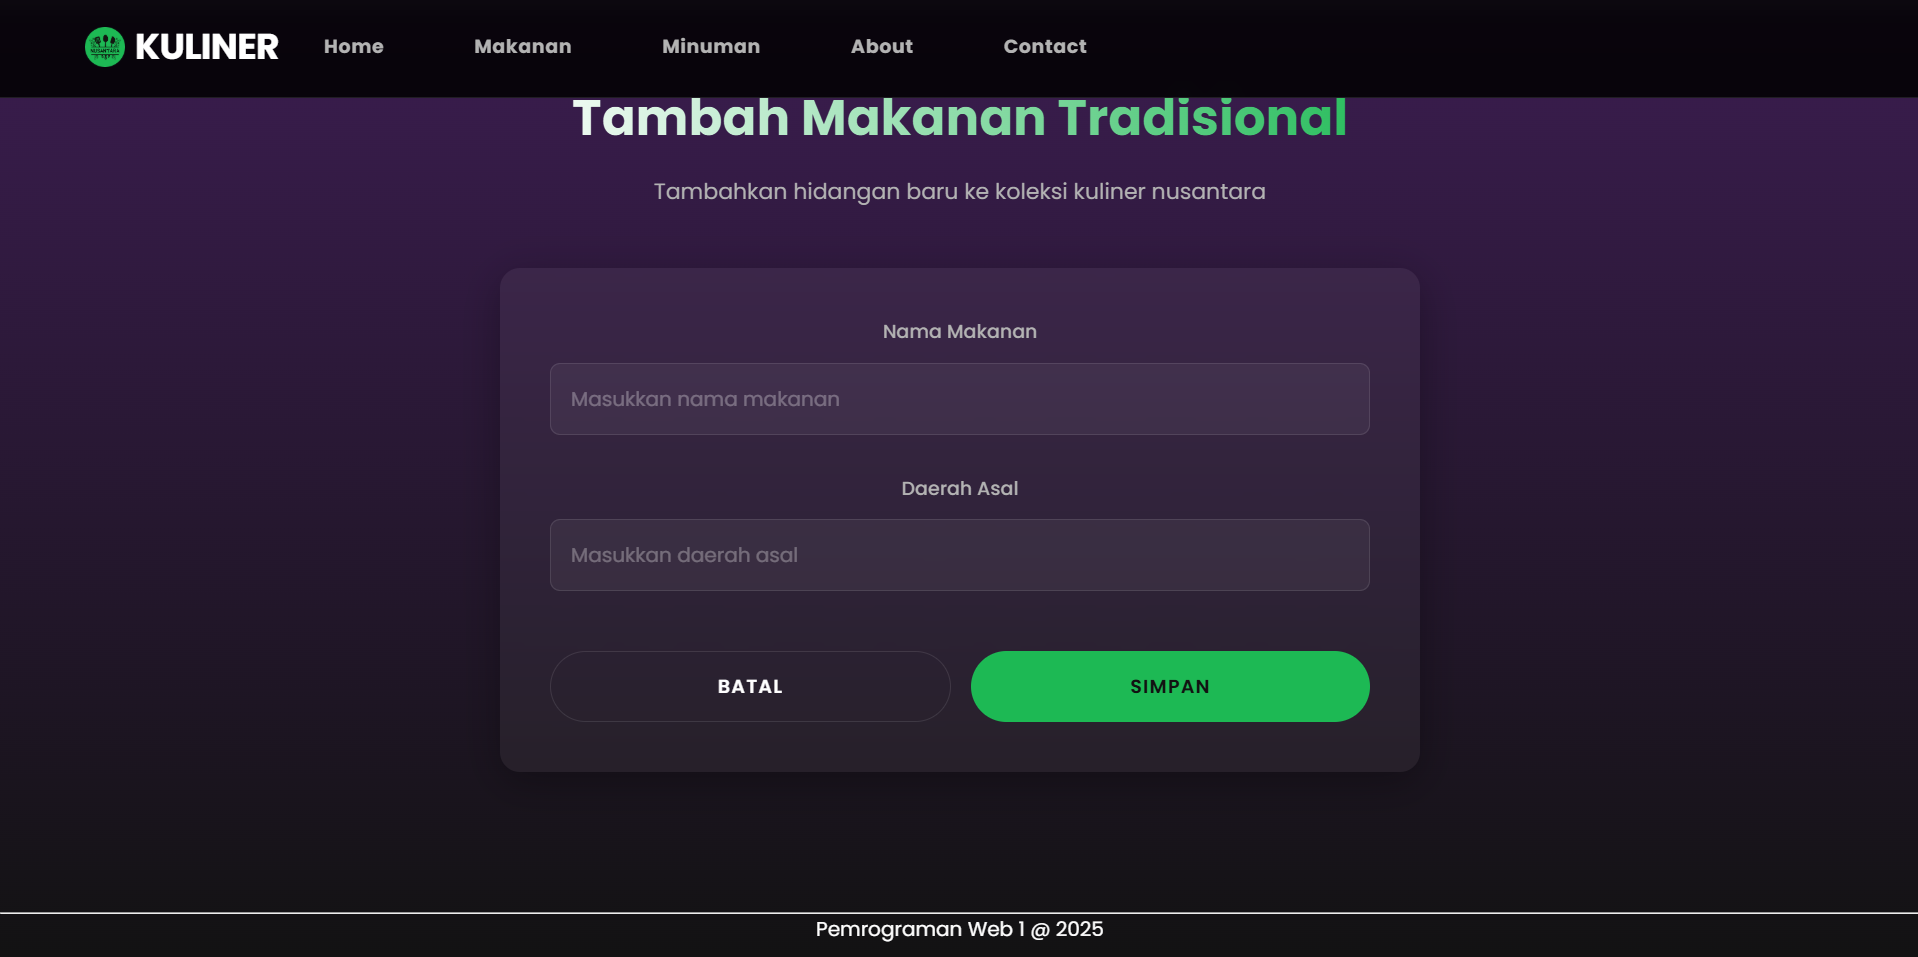 NUSANTARA
KULINER
Home
Makanan
Minuman
About
Contact
Tambah Makanan Tradisional
Tambahkan hidangan baru ke koleksi kuliner nusantara
Nama Makanan
Masukkan nama makanan
Daerah Asal
Masukkan daerah asal
BATAL
SIMPAN
Pemrograman Web 1 @ 2025